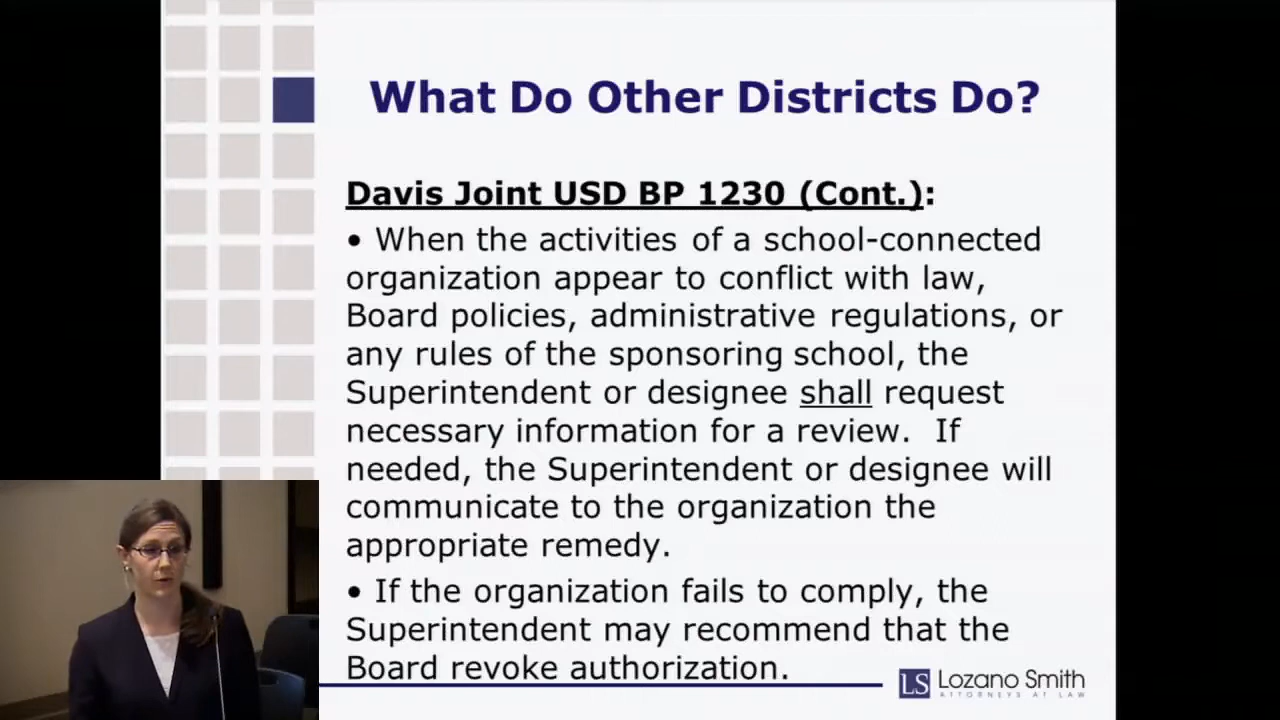 What Do Other Districts Do?
Davis Joint USD BP 1230 (Cont.):
• When the activities of a school-connected
organization appear to conflict with law,
Board policies, administrative regulations, or
any rules of the sponsoring school, the
Superintendent or designee shall request
necessary information for a review.  If
needed, the Superintendent or designee will
communicate to the organization the
appropriate remedy.
• If the organization fails to comply, the
Superintendent may recommend that the
Board revoke authorization.
LS Lozano Smith
ATTORNEYS AT LAW